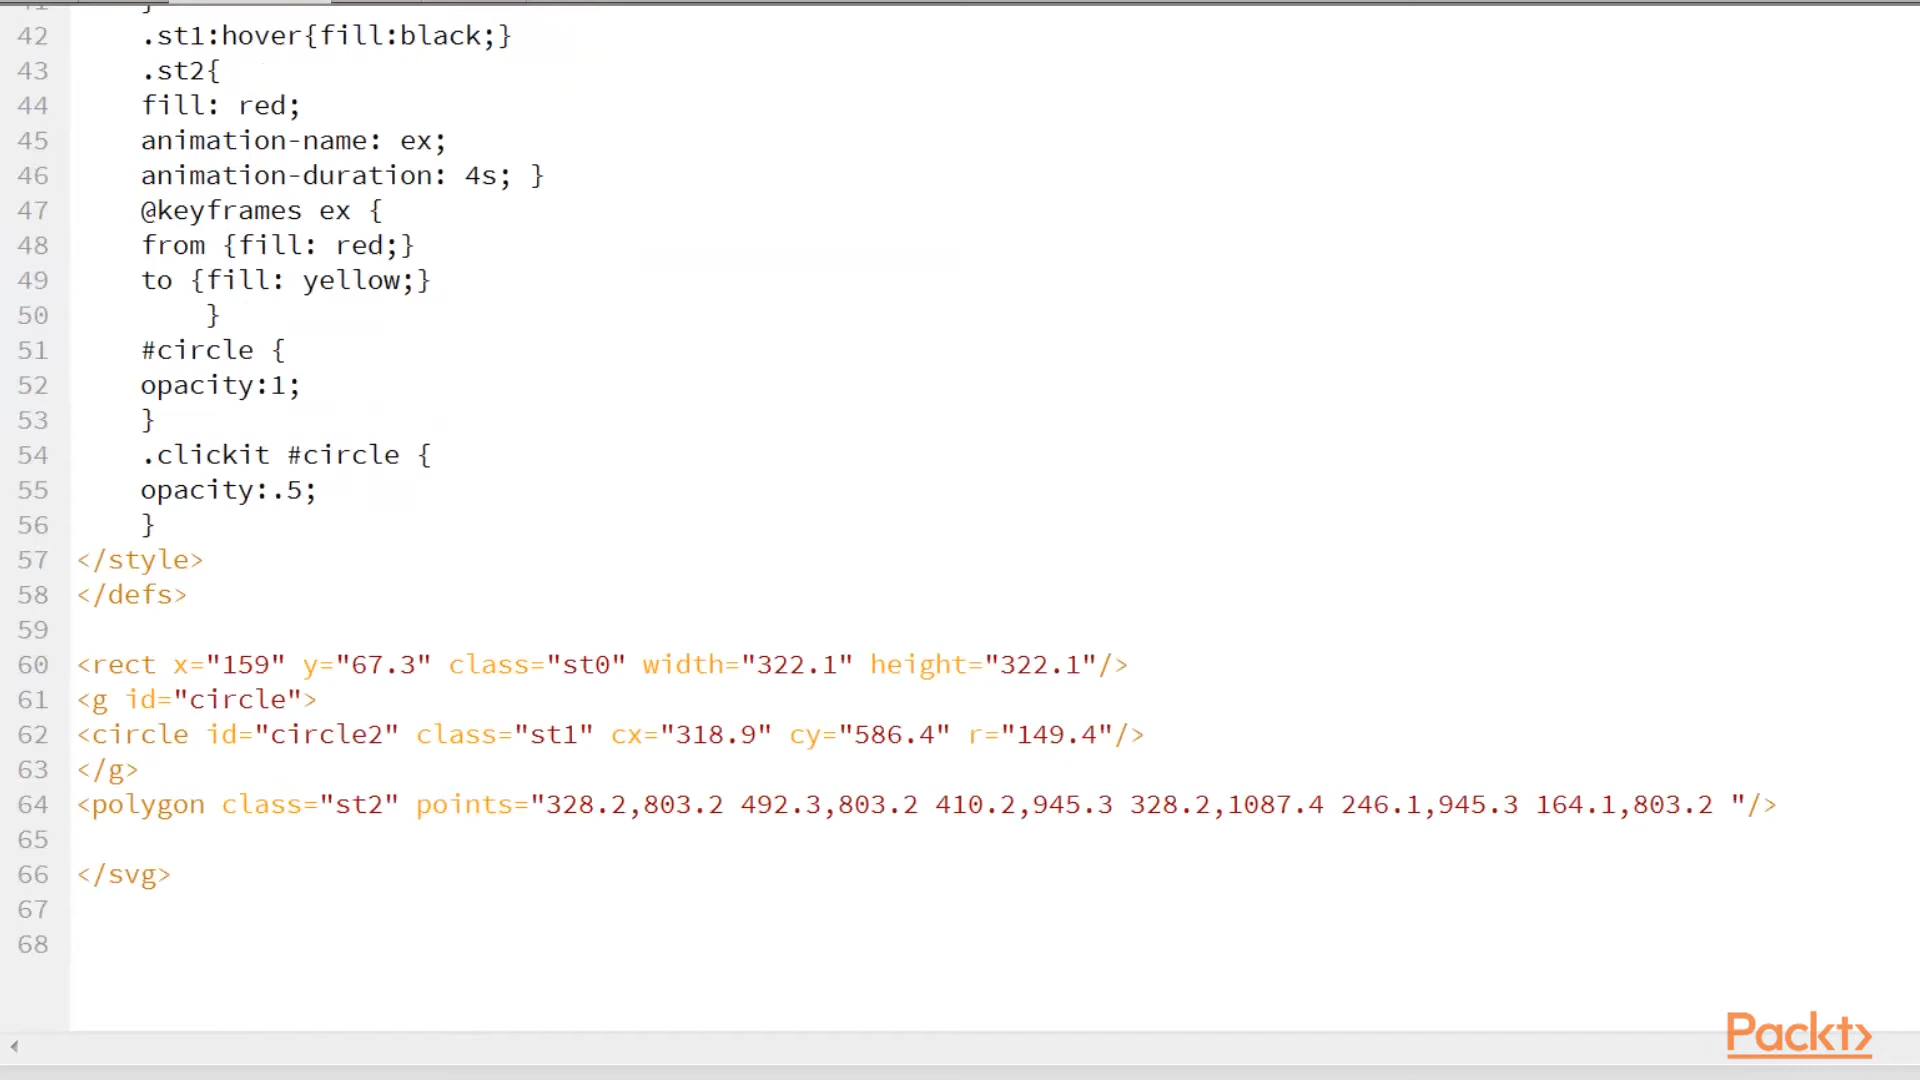 41 }
42 .st1:hover{fill:black;}
43 .st2{
44 fill: red;
45 animation-name: ex;
46 animation-duration: 4s; }
47 @keyframes ex {
48 from {fill: red;}
49 to {fill: yellow;}
50 }
51 #circle {
52 opacity:1;
53 }
54 .clickit #circle {
55 opacity:.5;
56 }
57 </style>
58 </defs>
59
60 <rect x="159" y="67.3" class="st0" width="322.1" height="322.1"/>
61 <g id="circle">
62 <circle id="circle2" class="st1" cx="318.9" cy="586.4" r="149.4"/>
63 </g>
64 <polygon class="st2" points="328.2,803.2 492.3,803.2 410.2,945.3 328.2,1087.4 246.1,945.3 164.1,803.2 "/>
65
66 </svg>
67
68
Packt>